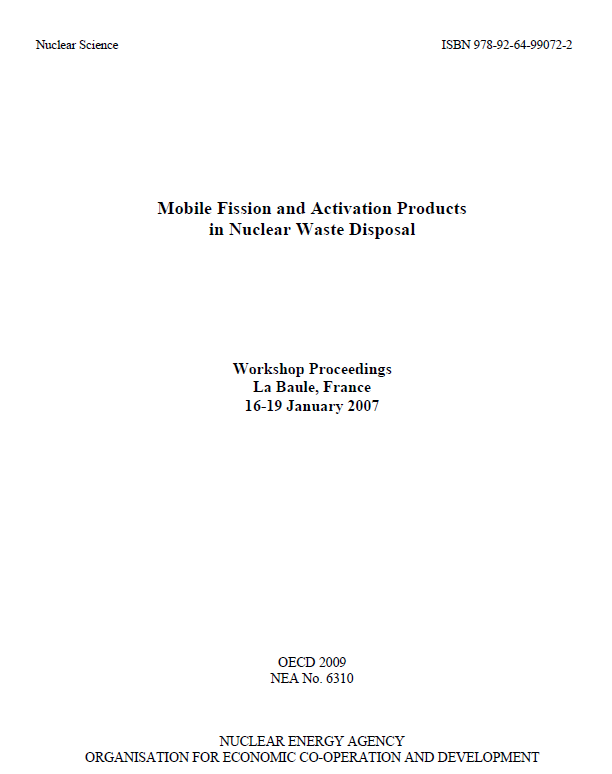 Nuclear Science ISBN 978-92-64-99072-2
Mobile Fission and Activation Products
in Nuclear Waste Disposal
Workshop Proceedings
La Baule, France
16-19 January 2007
OECD 2009
NEA No. 6310
NUCLEAR ENERGY AGENCY
ORGANISATION FOR ECONOMIC CO-OPERATION AND DEVELOPMENT